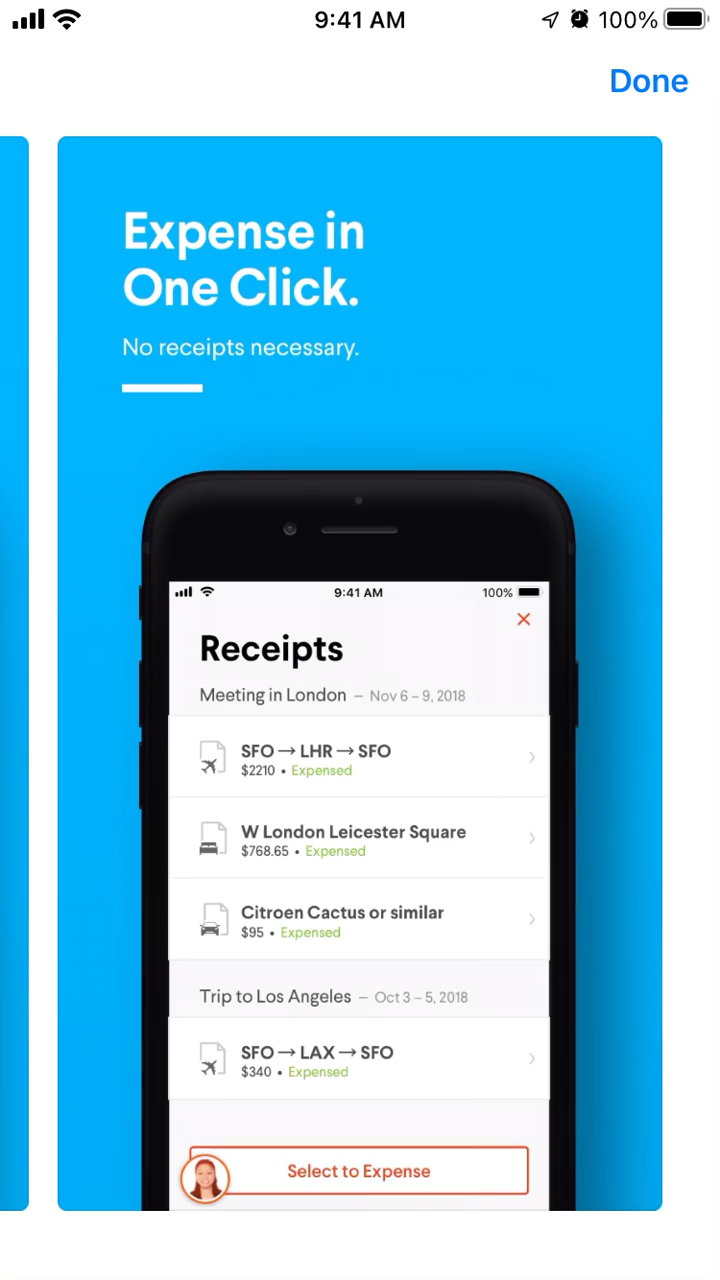 9:41 AM 100%
Done
Expense in
One Click.
No receipts necessary.
9:41 AM 100%
Receipts
Meeting in London – Nov 6 – 9, 2018
SFO → LHR → SFO
$2210 • Expensed
W London Leicester Square
$768.65 • Expensed
Citroen Cactus or similar
$95 • Expensed
Trip to Los Angeles – Oct 3 – 5, 2018
SFO → LAX → SFO
$340 • Expensed
Select to Expense